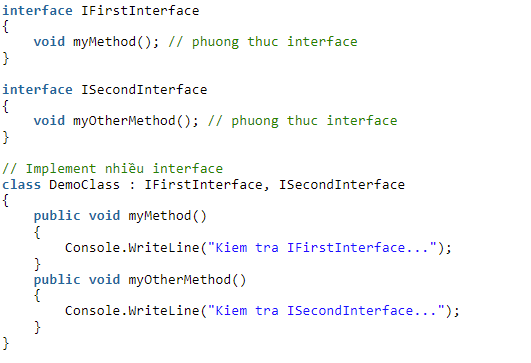 interface IFirstInterface
{
    void myMethod(); // phuong thuc interface
}

interface ISecondInterface
{
    void myOtherMethod(); // phuong thuc interface
}

// Implement nhiều interface
class DemoClass : IFirstInterface, ISecondInterface
{
    public void myMethod()
    {
        Console.WriteLine("Kiem tra IFirstInterface...");
    }
    public void myOtherMethod()
    {
        Console.WriteLine("Kiem tra ISecondInterface...");
    }
}